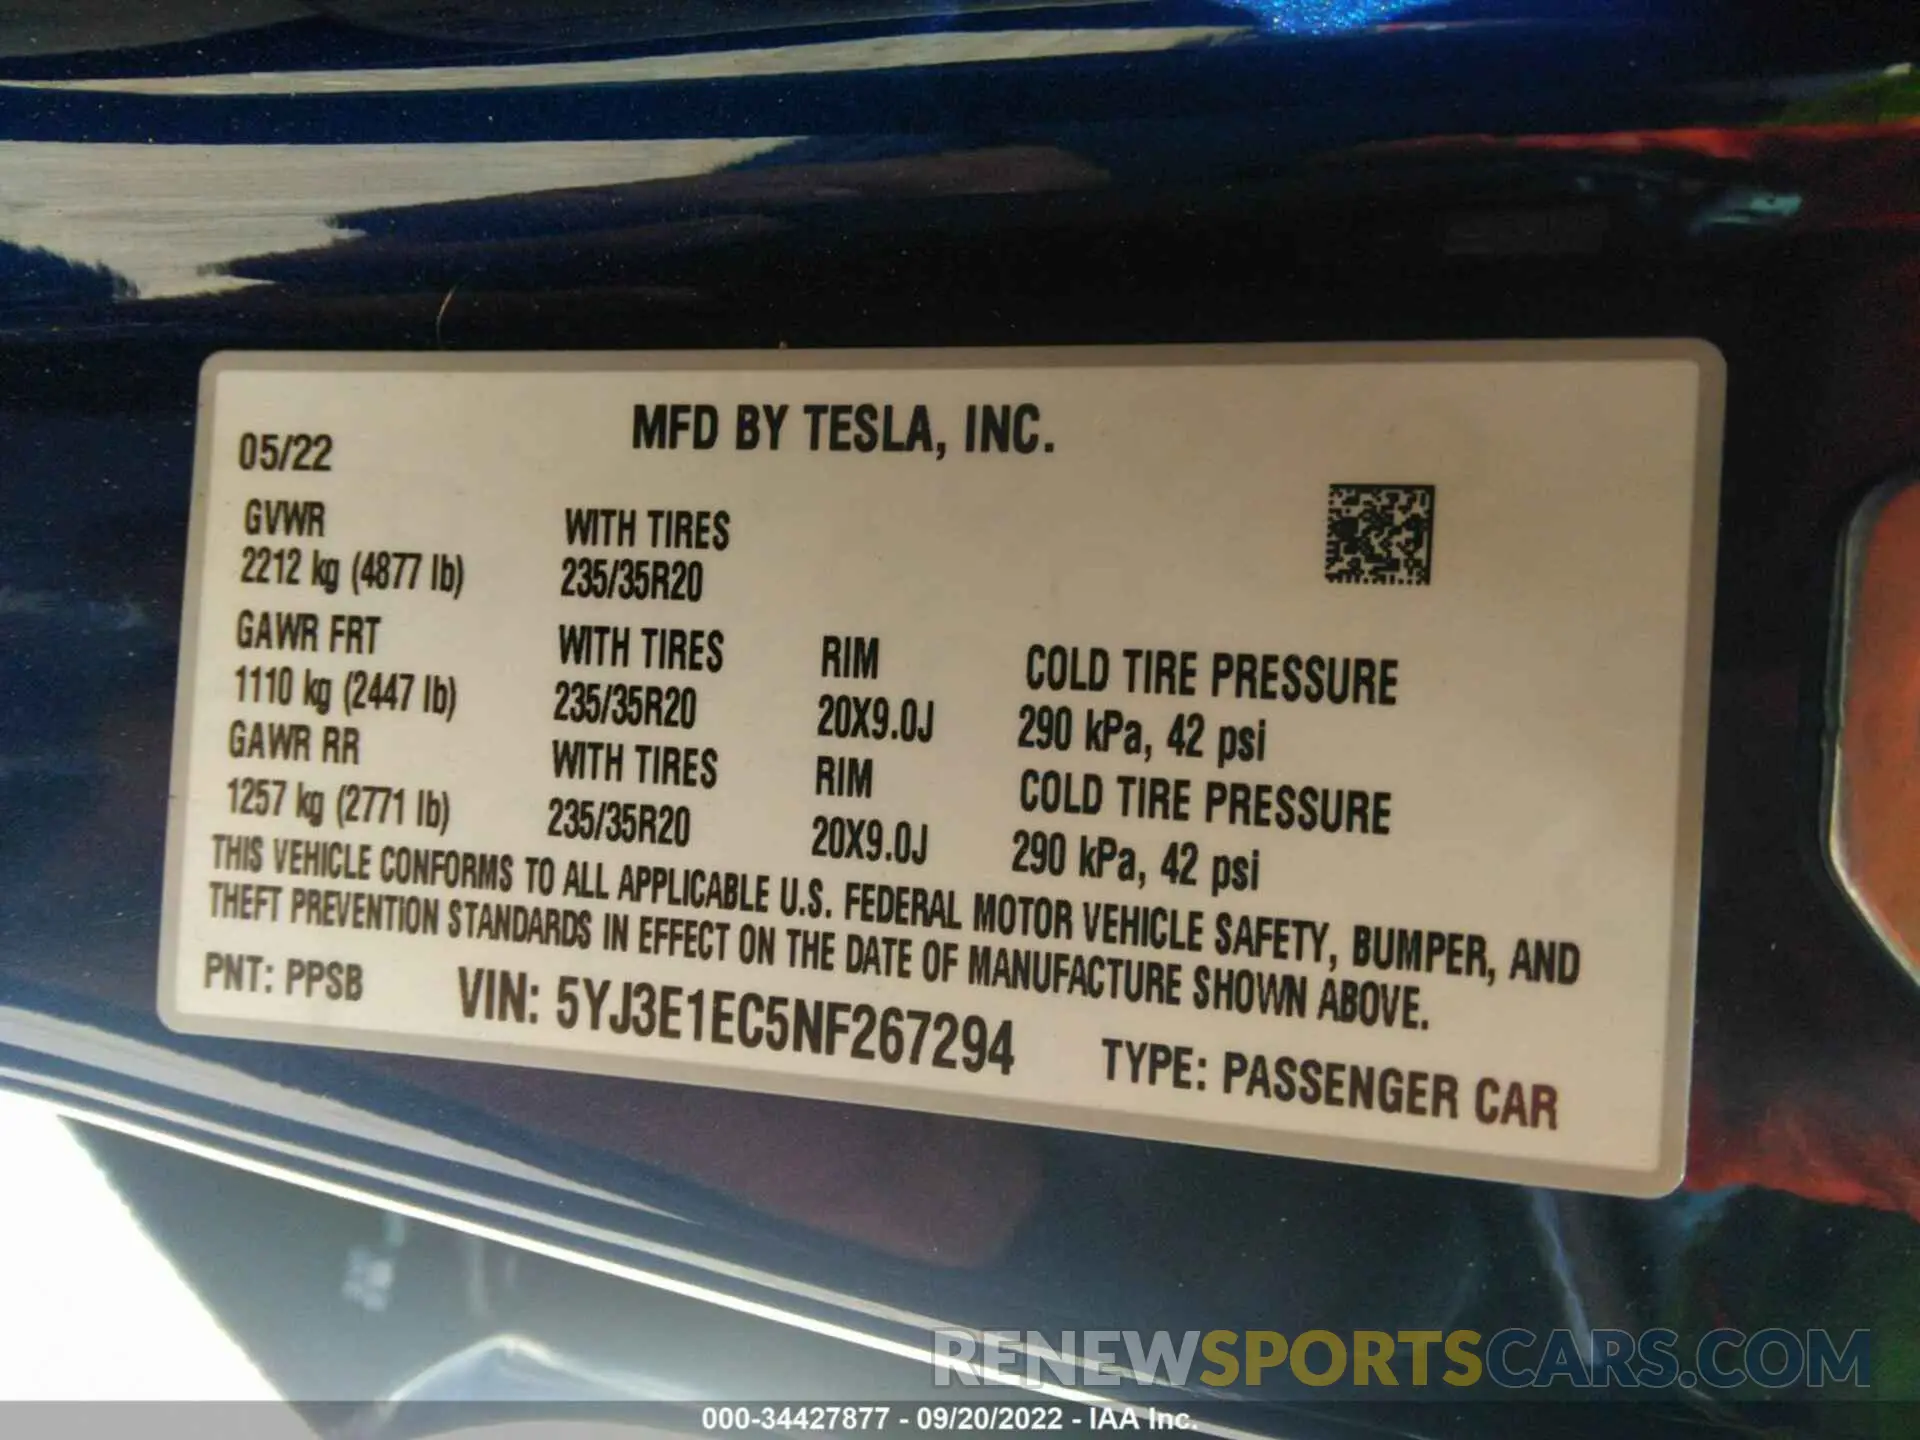 MFD BY TESLA, INC.
05/22
GVWR WITH TIRES
2212 kg (4877 lb) 235/35R20
GAWR FRT WITH TIRES RIM COLD TIRE PRESSURE
1110 kg (2447 lb) 235/35R20 20X9.0J 290 kPa, 42 psi
GAWR RR WITH TIRES RIM COLD TIRE PRESSURE
1257 kg (2771 lb) 235/35R20 20X9.0J 290 kPa, 42 psi
THIS VEHICLE CONFORMS TO ALL APPLICABLE U.S. FEDERAL MOTOR VEHICLE SAFETY, BUMPER, AND
THEFT PREVENTION STANDARDS IN EFFECT ON THE DATE OF MANUFACTURE SHOWN ABOVE.
PNT: PPSB VIN: 5YJ3E1EC5NF267294 TYPE: PASSENGER CAR
RENEWSPORTSCARS.COM
000-34427877 - 09/20/2022 - IAA Inc.